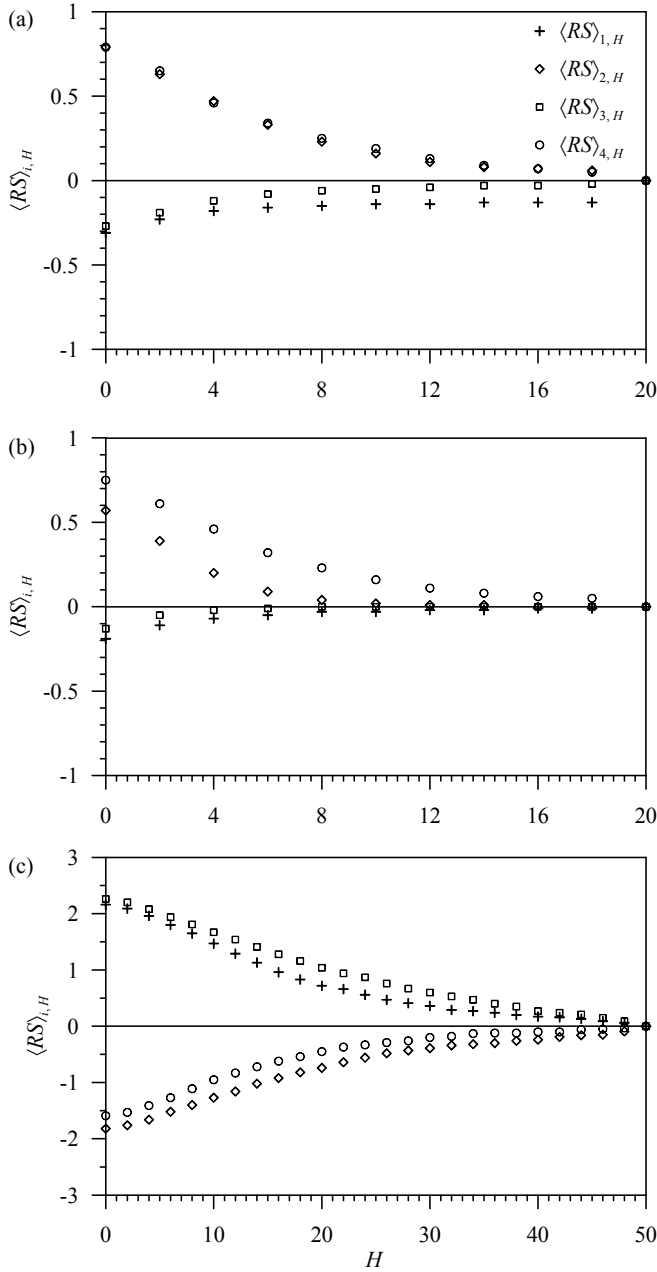 (a)
1
0.5
0
-0.5
-1
⟨RS⟩i, H
⟨RS⟩1, H
⟨RS⟩2, H
⟨RS⟩3, H
⟨RS⟩4, H
0 4 8 12 16 20
(b)
1
0.5
0
-0.5
-1
⟨RS⟩i, H
0 4 8 12 16 20
(c)
3
2
1
0
-1
-2
-3
⟨RS⟩i, H
0 10 20 30 40 50
H